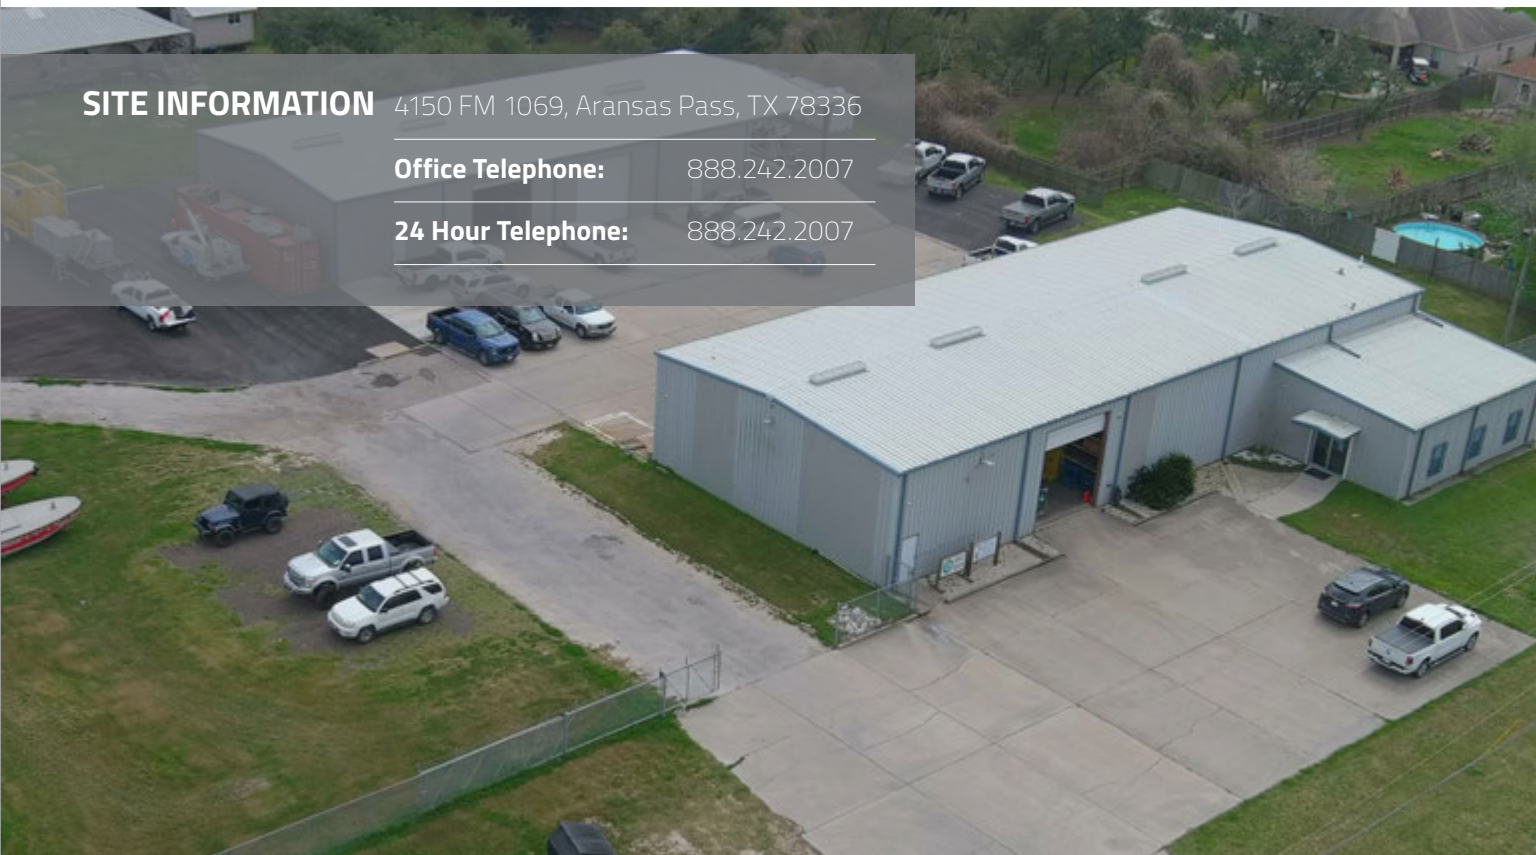 SITE INFORMATION 4150 FM 1069, Aransas Pass, TX 78336
Office Telephone: 888.242.2007
24 Hour Telephone: 888.242.2007